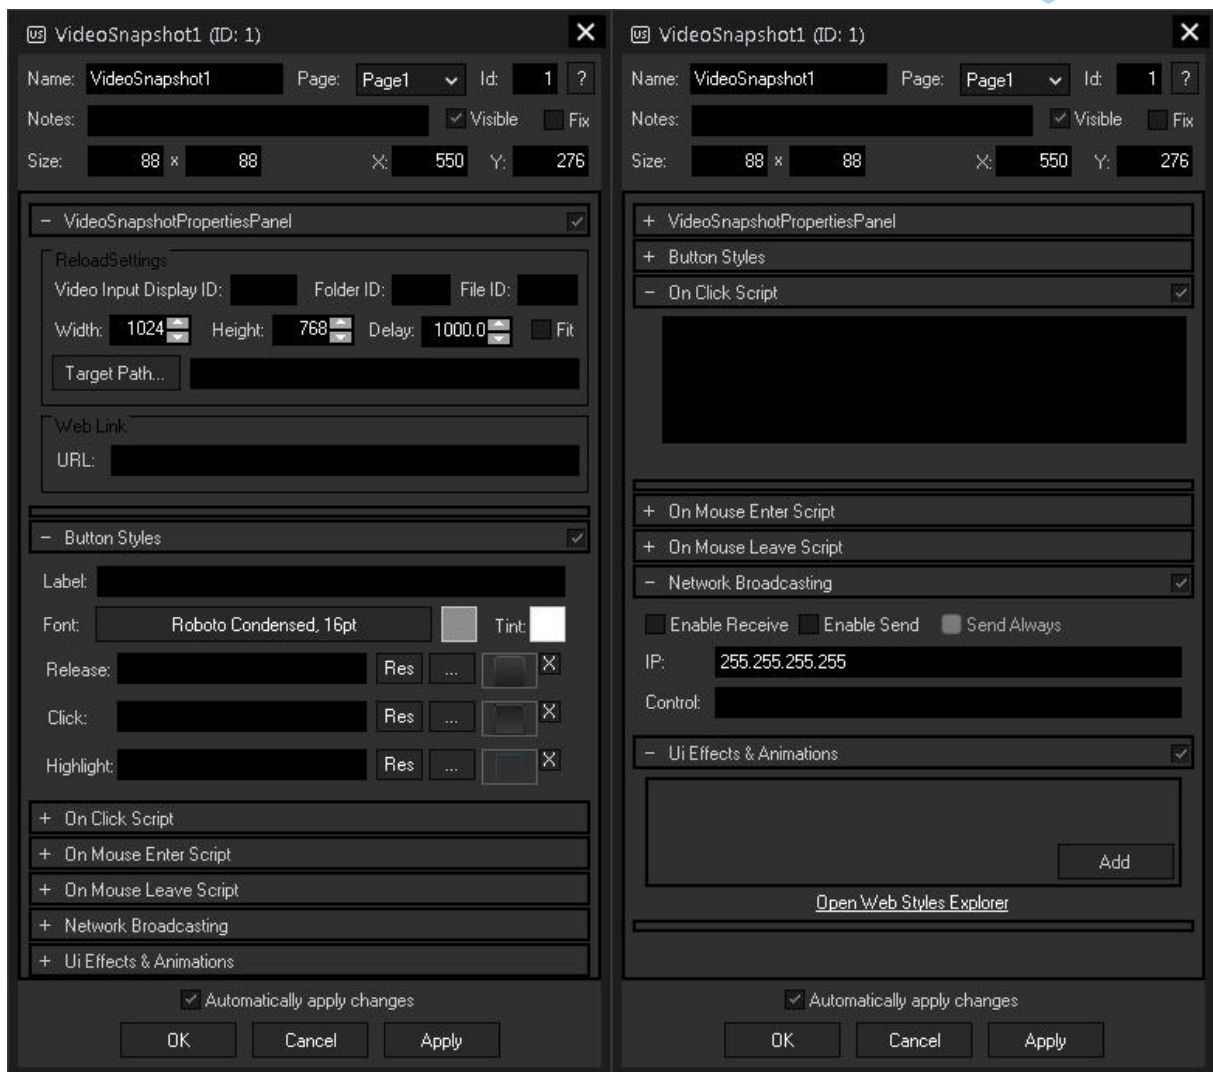 US VideoSnapshot1 (ID: 1)
Name: VideoSnapshot1 Page: Page1 Id: 1 ?
Notes: Visible Fix
Size: 88 x 88 X: 550 Y: 276
− VideoSnapshotPropertiesPanel
ReloadSettings
Video Input Display ID: Folder ID: File ID:
Width: 1024 Height: 768 Delay: 1000.0 Fit
Target Path...
Web Link
URL:
− Button Styles
Label:
Font: Roboto Condensed, 16pt Tint:
Release: Res ... X
Click: Res ... X
Highlight: Res ... X
+ On Click Script
+ On Mouse Enter Script
+ On Mouse Leave Script
+ Network Broadcasting
+ Ui Effects & Animations
Automatically apply changes
OK Cancel Apply
US VideoSnapshot1 (ID: 1)
Name: VideoSnapshot1 Page: Page1 Id: 1 ?
Notes: Visible Fix
Size: 88 x 88 X: 550 Y: 276
+ VideoSnapshotPropertiesPanel
+ Button Styles
− On Click Script
+ On Mouse Enter Script
+ On Mouse Leave Script
− Network Broadcasting
Enable Receive Enable Send Send Always
IP: 255.255.255.255
Control:
− Ui Effects & Animations
Add
Open Web Styles Explorer
Automatically apply changes
OK Cancel Apply